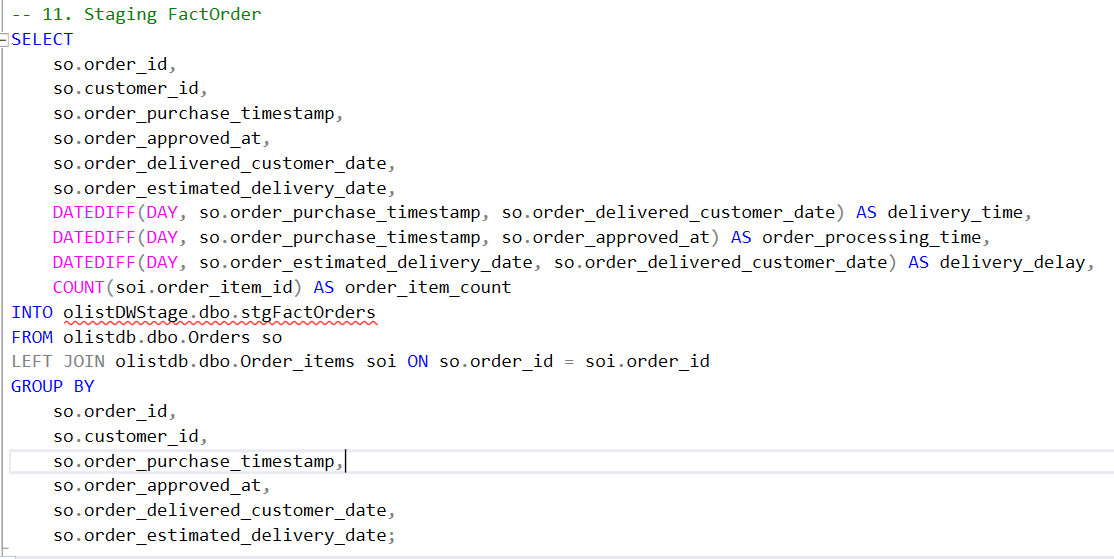 -- 11. Staging FactOrder
SELECT
    so.order_id,
    so.customer_id,
    so.order_purchase_timestamp,
    so.order_approved_at,
    so.order_delivered_customer_date,
    so.order_estimated_delivery_date,
    DATEDIFF(DAY, so.order_purchase_timestamp, so.order_delivered_customer_date) AS delivery_time,
    DATEDIFF(DAY, so.order_purchase_timestamp, so.order_approved_at) AS order_processing_time,
    DATEDIFF(DAY, so.order_estimated_delivery_date, so.order_delivered_customer_date) AS delivery_delay,
    COUNT(soi.order_item_id) AS order_item_count
INTO olistDWStage.dbo.stgFactOrders
FROM olistdb.dbo.Orders so
LEFT JOIN olistdb.dbo.Order_items soi ON so.order_id = soi.order_id
GROUP BY
    so.order_id,
    so.customer_id,
    so.order_purchase_timestamp,
    so.order_approved_at,
    so.order_delivered_customer_date,
    so.order_estimated_delivery_date;